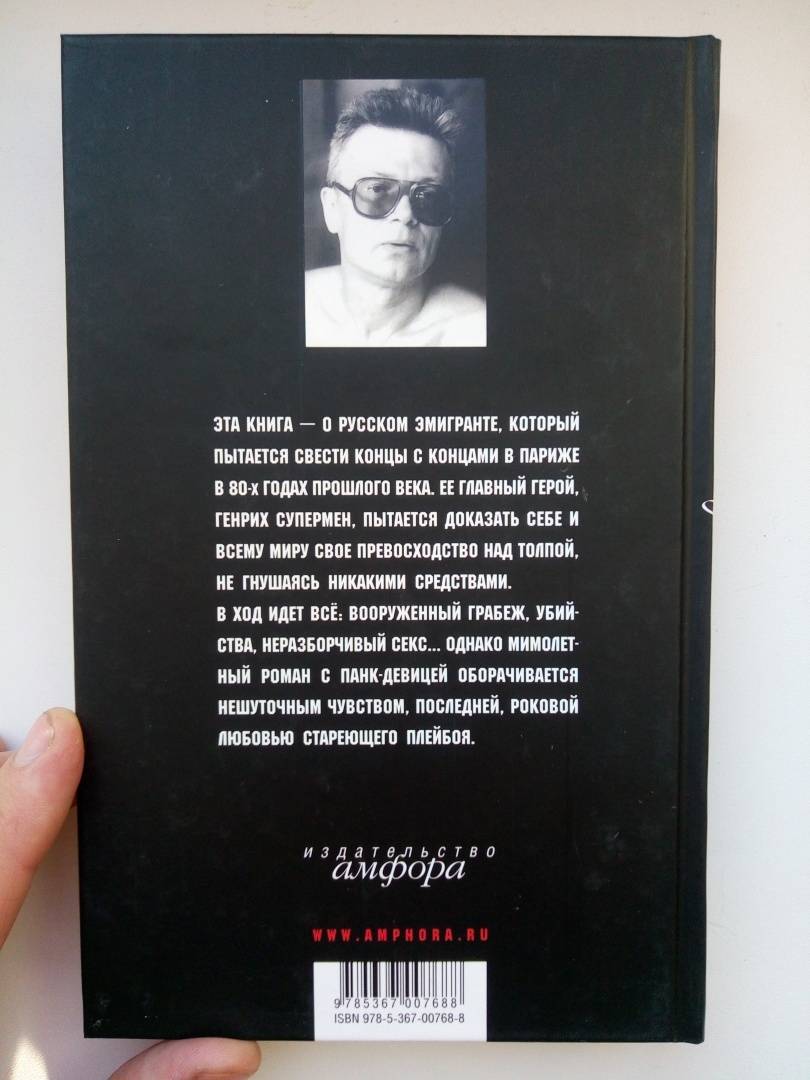 ЭТА КНИГА — О РУССКОМ ЭМИГРАНТЕ, КОТОРЫЙ
ПЫТАЕТСЯ СВЕСТИ КОНЦЫ С КОНЦАМИ В ПАРИЖЕ
В 80-х ГОДАХ ПРОШЛОГО ВЕКА. ЕЕ ГЛАВНЫЙ ГЕРОЙ,
ГЕНРИХ СУПЕРМЕН, ПЫТАЕТСЯ ДОКАЗАТЬ СЕБЕ И
ВСЕМУ МИРУ СВОЕ ПРЕВОСХОДСТВО НАД ТОЛПОЙ,
НЕ ГНУШАЯСЬ НИКАКИМИ СРЕДСТВАМИ.
В ХОД ИДЕТ ВСЁ: ВООРУЖЕННЫЙ ГРАБЕЖ, УБИЙ-
СТВА, НЕРАЗБОРЧИВЫЙ СЕКС... ОДНАКО МИМОЛЕТ-
НЫЙ РОМАН С ПАНК-ДЕВИЦЕЙ ОБОРАЧИВАЕТСЯ
НЕШУТОЧНЫМ ЧУВСТВОМ, ПОСЛЕДНЕЙ, РОКОВОЙ
ЛЮБОВЬЮ СТАРЕЮЩЕГО ПЛЕЙБОЯ.
издательство
амфора
WWW.AMPHORA.RU
9 785367 007688
ISBN 978-5-367-00768-8